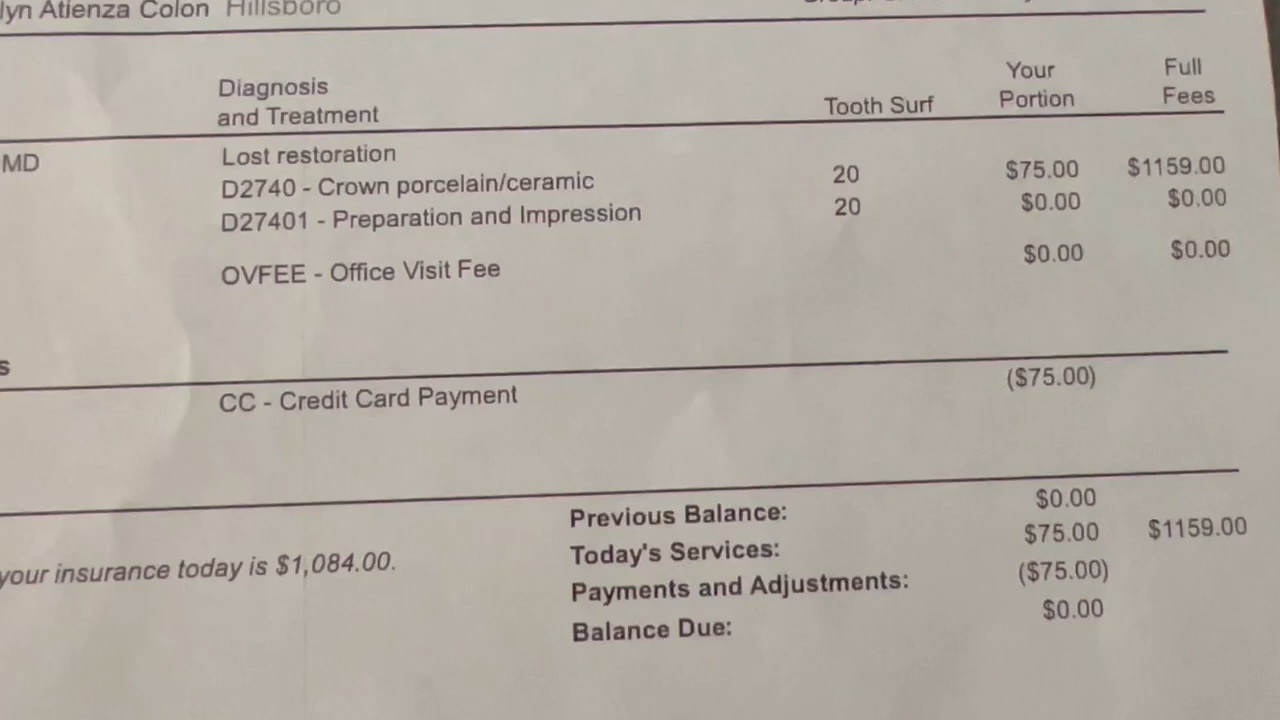 lyn Atienza Colon Hillsboro
Diagnosis and Treatment Tooth Surf Your Portion Full Fees
MD Lost restoration
D2740 - Crown porcelain/ceramic 20 $75.00 $1159.00
D27401 - Preparation and Impression 20 $0.00 $0.00
OVFEE - Office Visit Fee $0.00 $0.00
s
CC - Credit Card Payment ($75.00)
Previous Balance: $0.00
your insurance today is $1,084.00. Today's Services: $75.00 $1159.00
Payments and Adjustments: ($75.00)
Balance Due: $0.00